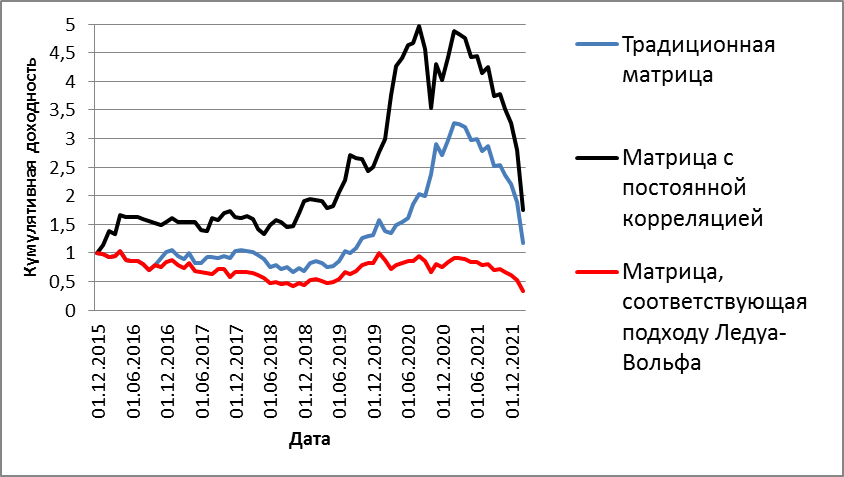 Кумулятивная доходность
5
4,5
4
3,5
3
2,5
2
1,5
1
0,5
0
01.12.2015
01.06.2016
01.12.2016
01.06.2017
01.12.2017
01.06.2018
01.12.2018
01.06.2019
01.12.2019
01.06.2020
01.12.2020
01.06.2021
01.12.2021
Дата
Традиционная
матрица
Матрица с
постоянной
корреляцией
Матрица,
соответствующая
подходу Ледуа-
Вольфа